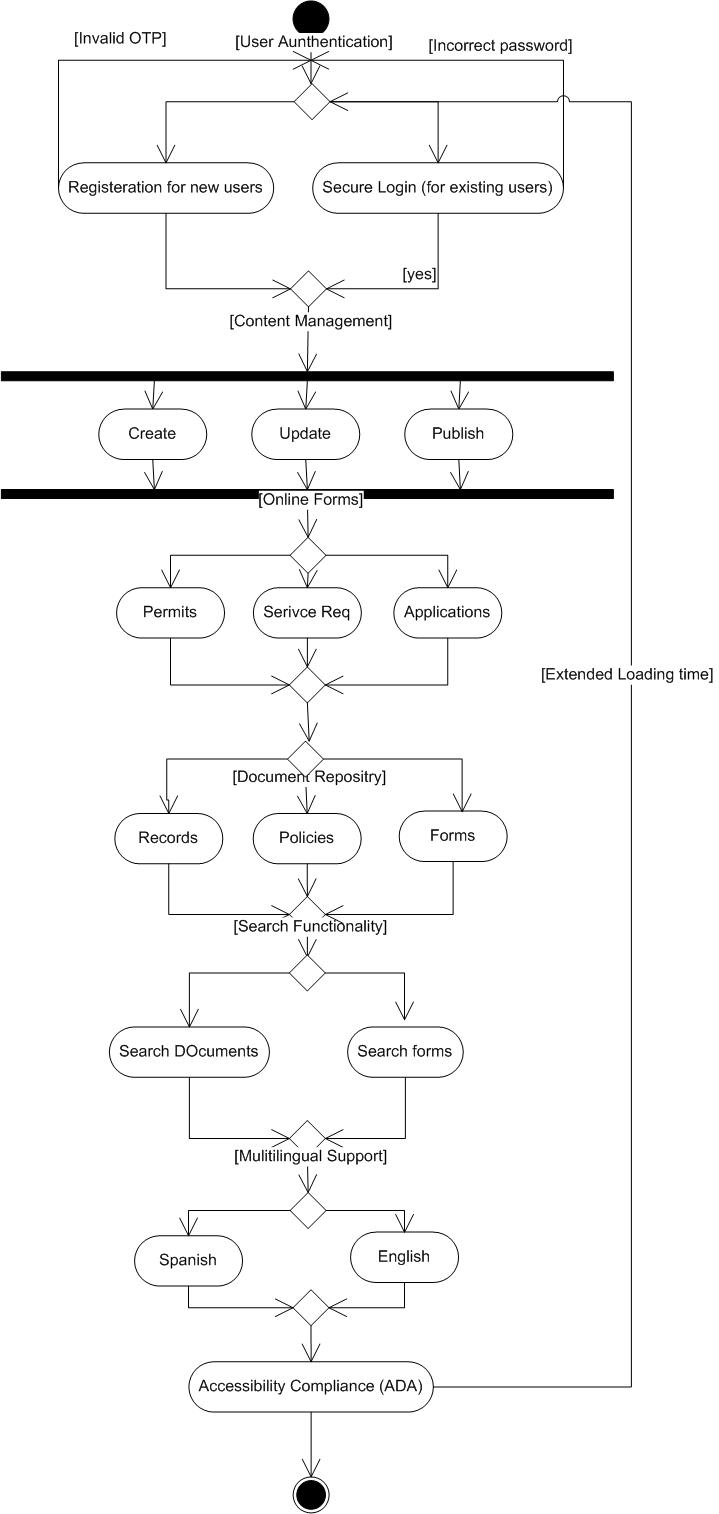 [Invalid OTP]
[User Aunthentication]
[Incorrect password]
Registeration for new users
Secure Login (for existing users)
[yes]
[Content Management]
Create
Update
Publish
[Online Forms]
Permits
Serivce Req
Applications
[Extended Loading time]
[Document Repositry]
Records
Policies
Forms
[Search Functionality]
Search DOcuments
Search forms
[Mulitilingual Support]
Spanish
English
Accessibility Compliance (ADA)